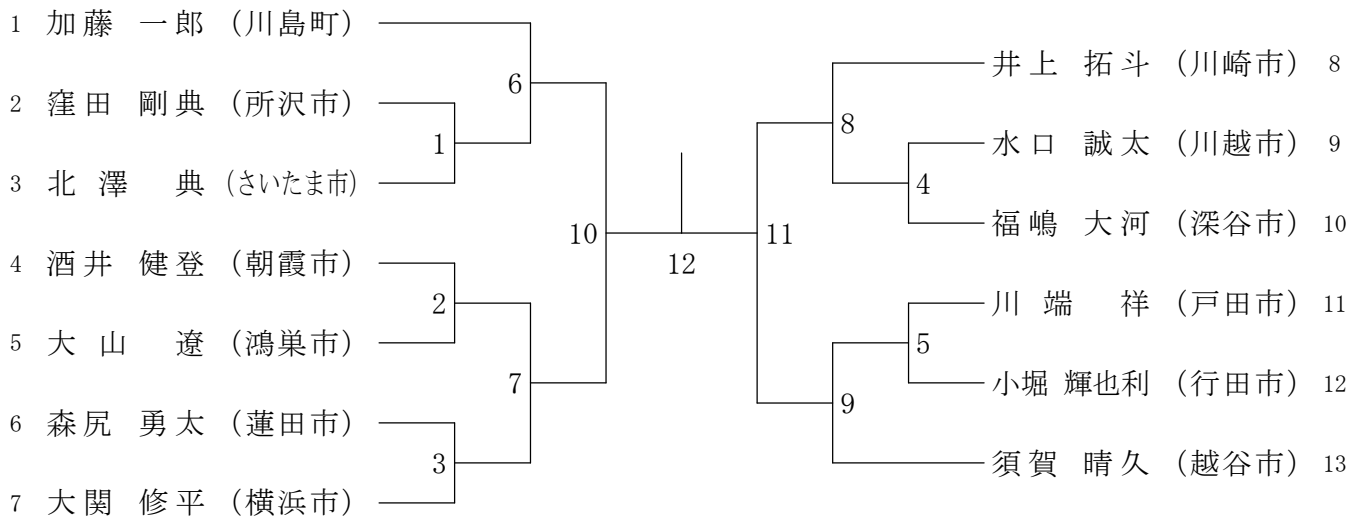 1 加藤 一郎 (川島町)
2 窪田 剛典 (所沢市)
3 北澤 典 (さいたま市)
4 酒井 健登 (朝霞市)
5 大山 遼 (鴻巣市)
6 森尻 勇太 (蓮田市)
7 大関 修平 (横浜市)
6
1
2
7
3
10
12
11
8
4
5
9
井上 拓斗 (川崎市) 8
水口 誠太 (川越市) 9
福嶋 大河 (深谷市) 10
川端 祥 (戸田市) 11
小堀 輝也利 (行田市) 12
須賀 晴久 (越谷市) 13